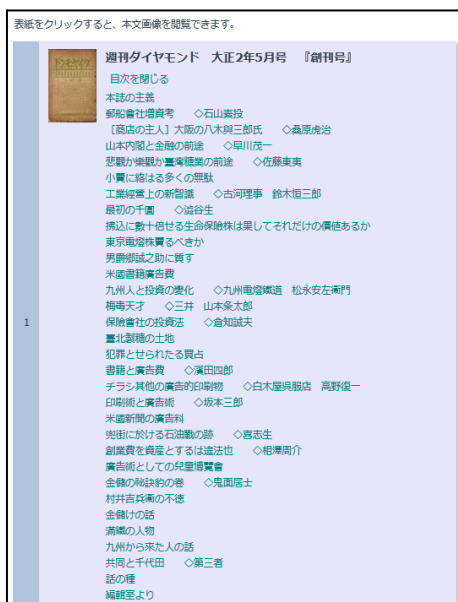 表紙をクリックすると、本文画像を閲覧できます。
週刊ダイヤモンド 大正2年5月号 『創刊号』
目次を閉じる
本誌の主義
郵船會社増資考 ◇石山素投
[商店の主人]大阪の八木與三郎氏 ◇桑原虎治
山本内閣と金融の前途 ◇早川茂一
悲觀か樂觀か臺湾糖業の前途 ◇佐藤東夷
小賣に絡はる多くの無駄
工業經營上の新智識 ◇古河理事 鈴木恒三郎
最初の千圓 ◇澁谷生
拂込に數十倍せる生命保険株は果してそれだけの價値あるか
東京電燈株賣るべきか
男爵郷誠之助に質す
米國書籍廣告費
九州人と投資の變化 ◇九州電燈鐵道 松永安左衞門
梅毒天才 ◇三井 山本条太郎
保險會社の投資法 ◇倉知誠夫
1
臺北製糖の土地
犯罪とせられたる買占
書籍と廣告費 ◇濱田四郎
チラシ其他の廣告的印刷物 ◇白木屋呉服店 高野復一
印刷術と廣告術 ◇坂本三郎
米國新聞の廣告料
兜街に於ける石油戰の跡 ◇喜志生
創業費を資産とするは違法也 ◇相澤周介
廣告術としての兒童博覽會
金儲の秘訣豹の巻 ◇鬼面居士
村井吉兵衞の不徳
金儲けの話
満鐵の人物
九州から来た人の話
共同と千代田 ◇第三者
話の種
編輯室より